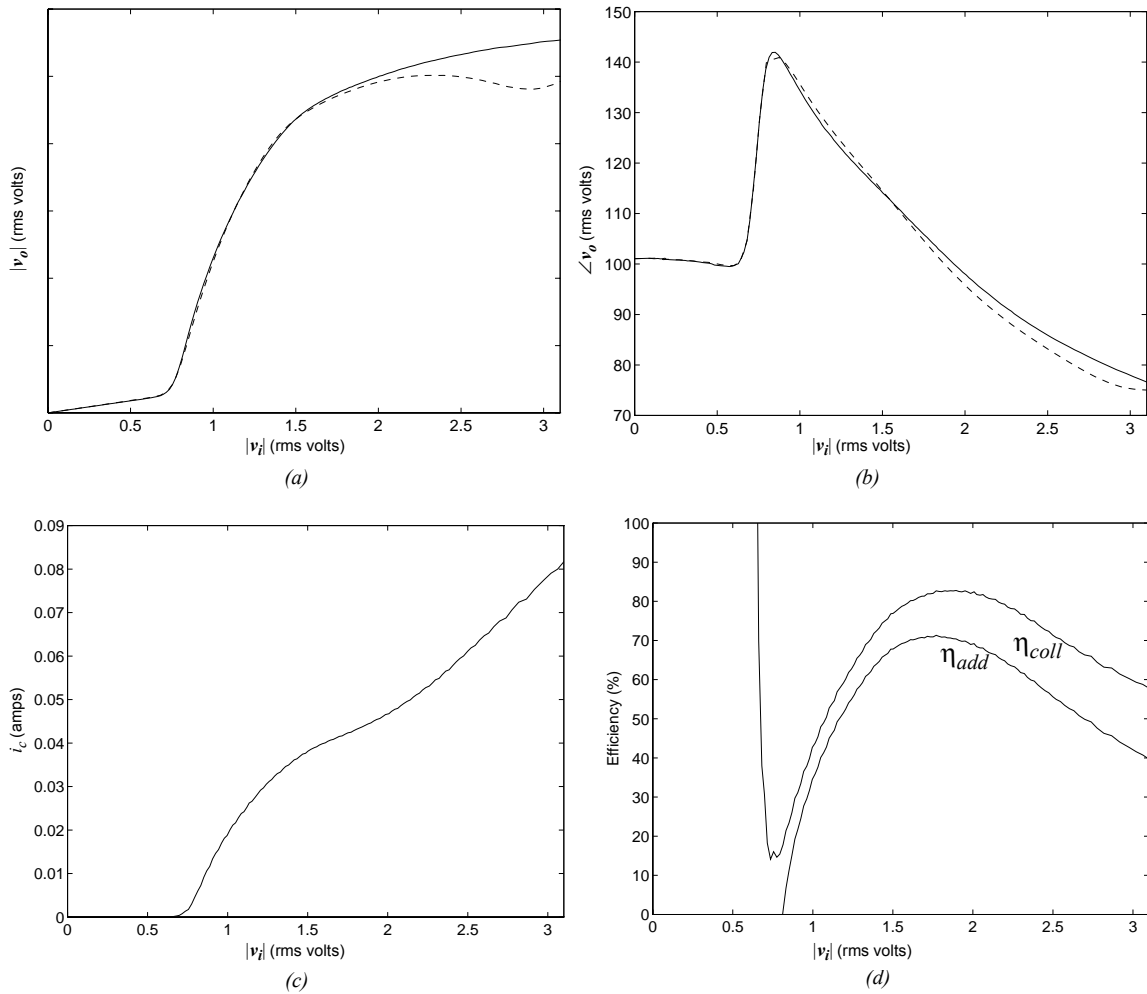 |v_o| (rms volts)
0 0.5 1 1.5 2 2.5 3
|v_i| (rms volts)
(a)
150
140
130
120
110
100
90
80
70
∠v_o (rms volts)
0 0.5 1 1.5 2 2.5 3
|v_i| (rms volts)
(b)
0.09
0.08
0.07
0.06
0.05
0.04
0.03
0.02
0.01
0
i_c (amps)
0 0.5 1 1.5 2 2.5 3
|v_i| (rms volts)
(c)
100
90
80
70
60
50
40
30
20
10
0
Efficiency (%)
η_add
η_coll
0 0.5 1 1.5 2 2.5 3
|v_i| (rms volts)
(d)